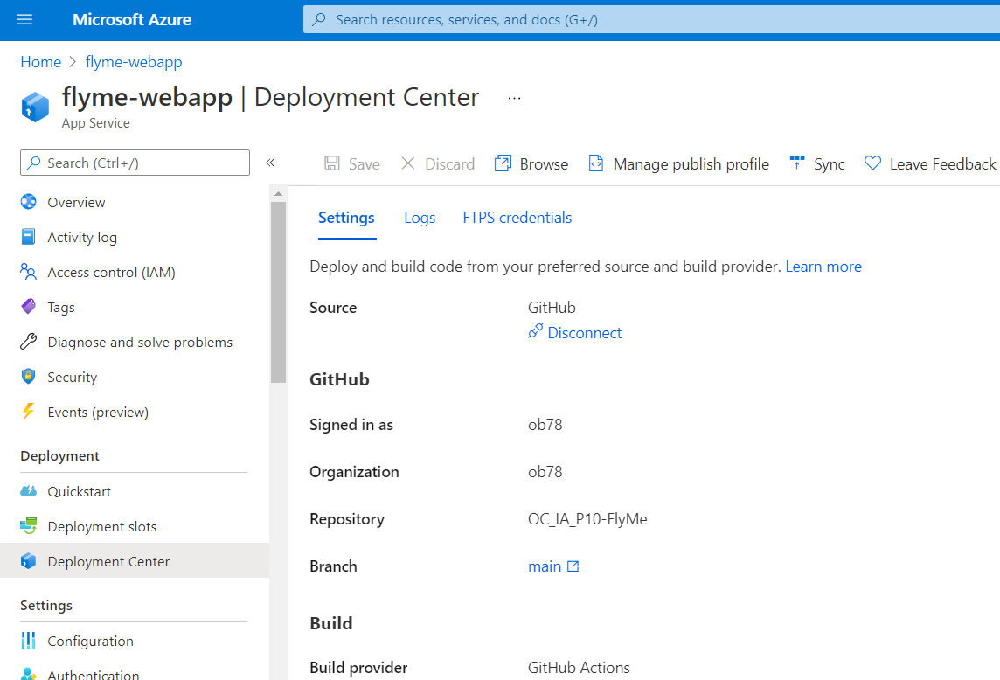 Microsoft Azure
Search resources, services, and docs (G+/)
Home > flyme-webapp
flyme-webapp | Deployment Center ...
App Service
Search (Ctrl+/)
«
Save
Discard
Browse
Manage publish profile
Sync
Leave Feedback
Overview
Activity log
Access control (IAM)
Tags
Diagnose and solve problems
Security
Events (preview)
Deployment
Quickstart
Deployment slots
Deployment Center
Settings
Configuration
Authentication
Settings
Logs
FTPS credentials
Deploy and build code from your preferred source and build provider. Learn more
Source GitHub
Disconnect
GitHub
Signed in as ob78
Organization ob78
Repository OC_IA_P10-FlyMe
Branch main
Build
Build provider GitHub Actions